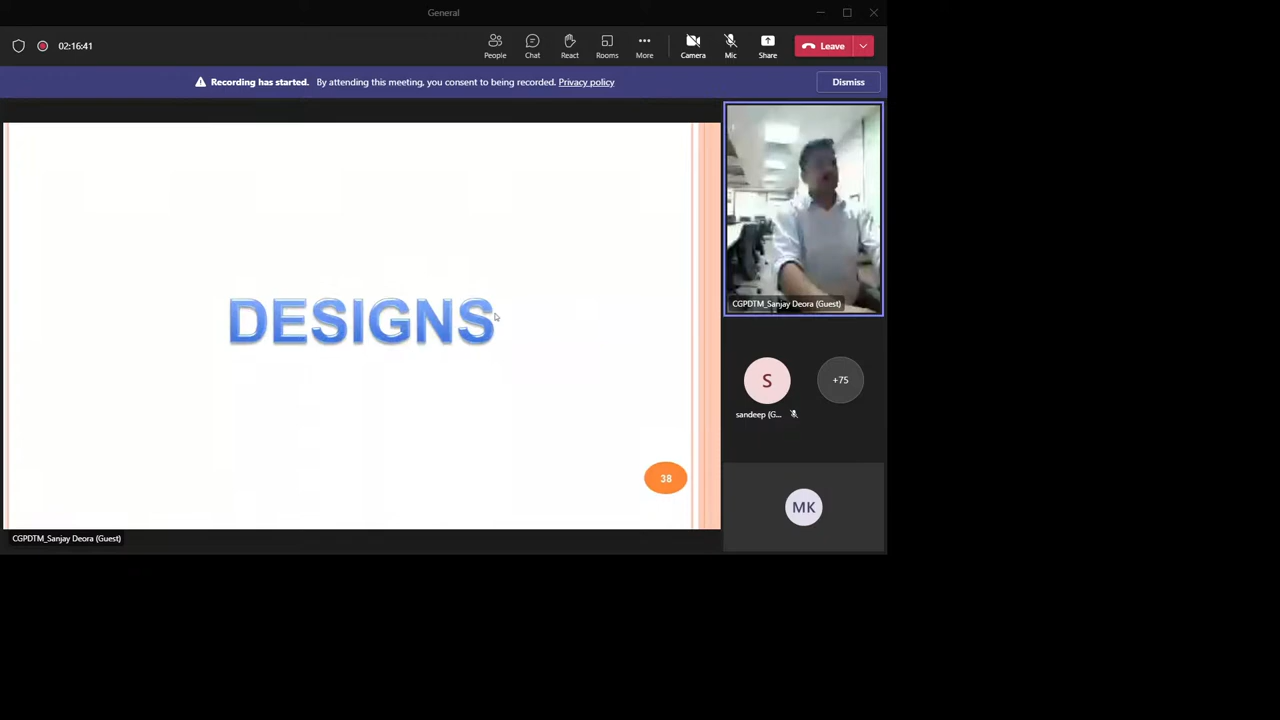 General
02:16:41
People
Chat
React
Rooms
More
Camera
Mic
Share
Leave
Recording has started. By attending this meeting, you consent to being recorded. Privacy policy
Dismiss
DESIGNS
38
CGPDTM_Sanjay Deora (Guest)
S
+75
sandeep (G...
MK
CGPDTM_Sanjay Deora (Guest)